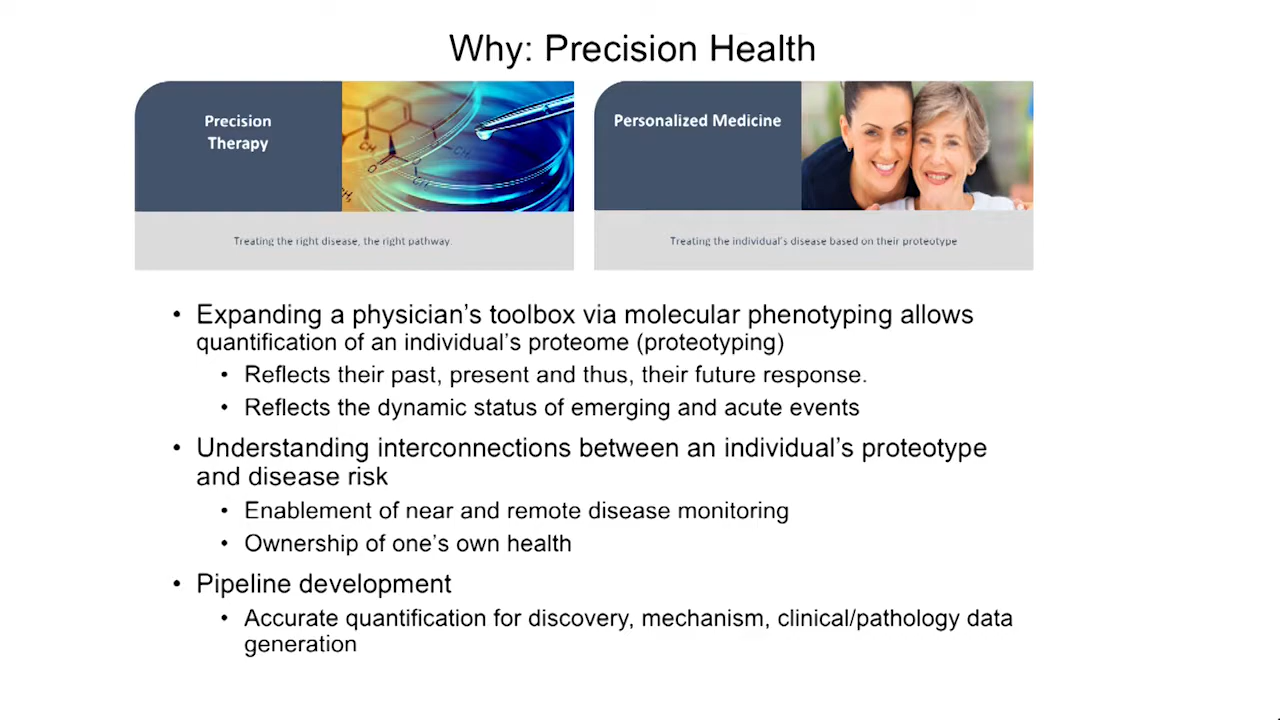 Why: Precision Health
Precision
Therapy
Personalized Medicine
CH
O
CH
CH₃
CH
Treating the right disease, the right pathway.
Treating the individual's disease based on their proteotype
• Expanding a physician's toolbox via molecular phenotyping allows
quantification of an individual's proteome (proteotyping)
• Reflects their past, present and thus, their future response.
• Reflects the dynamic status of emerging and acute events
• Understanding interconnections between an individual's proteotype
and disease risk
• Enablement of near and remote disease monitoring
• Ownership of one's own health
• Pipeline development
• Accurate quantification for discovery, mechanism, clinical/pathology data
generation